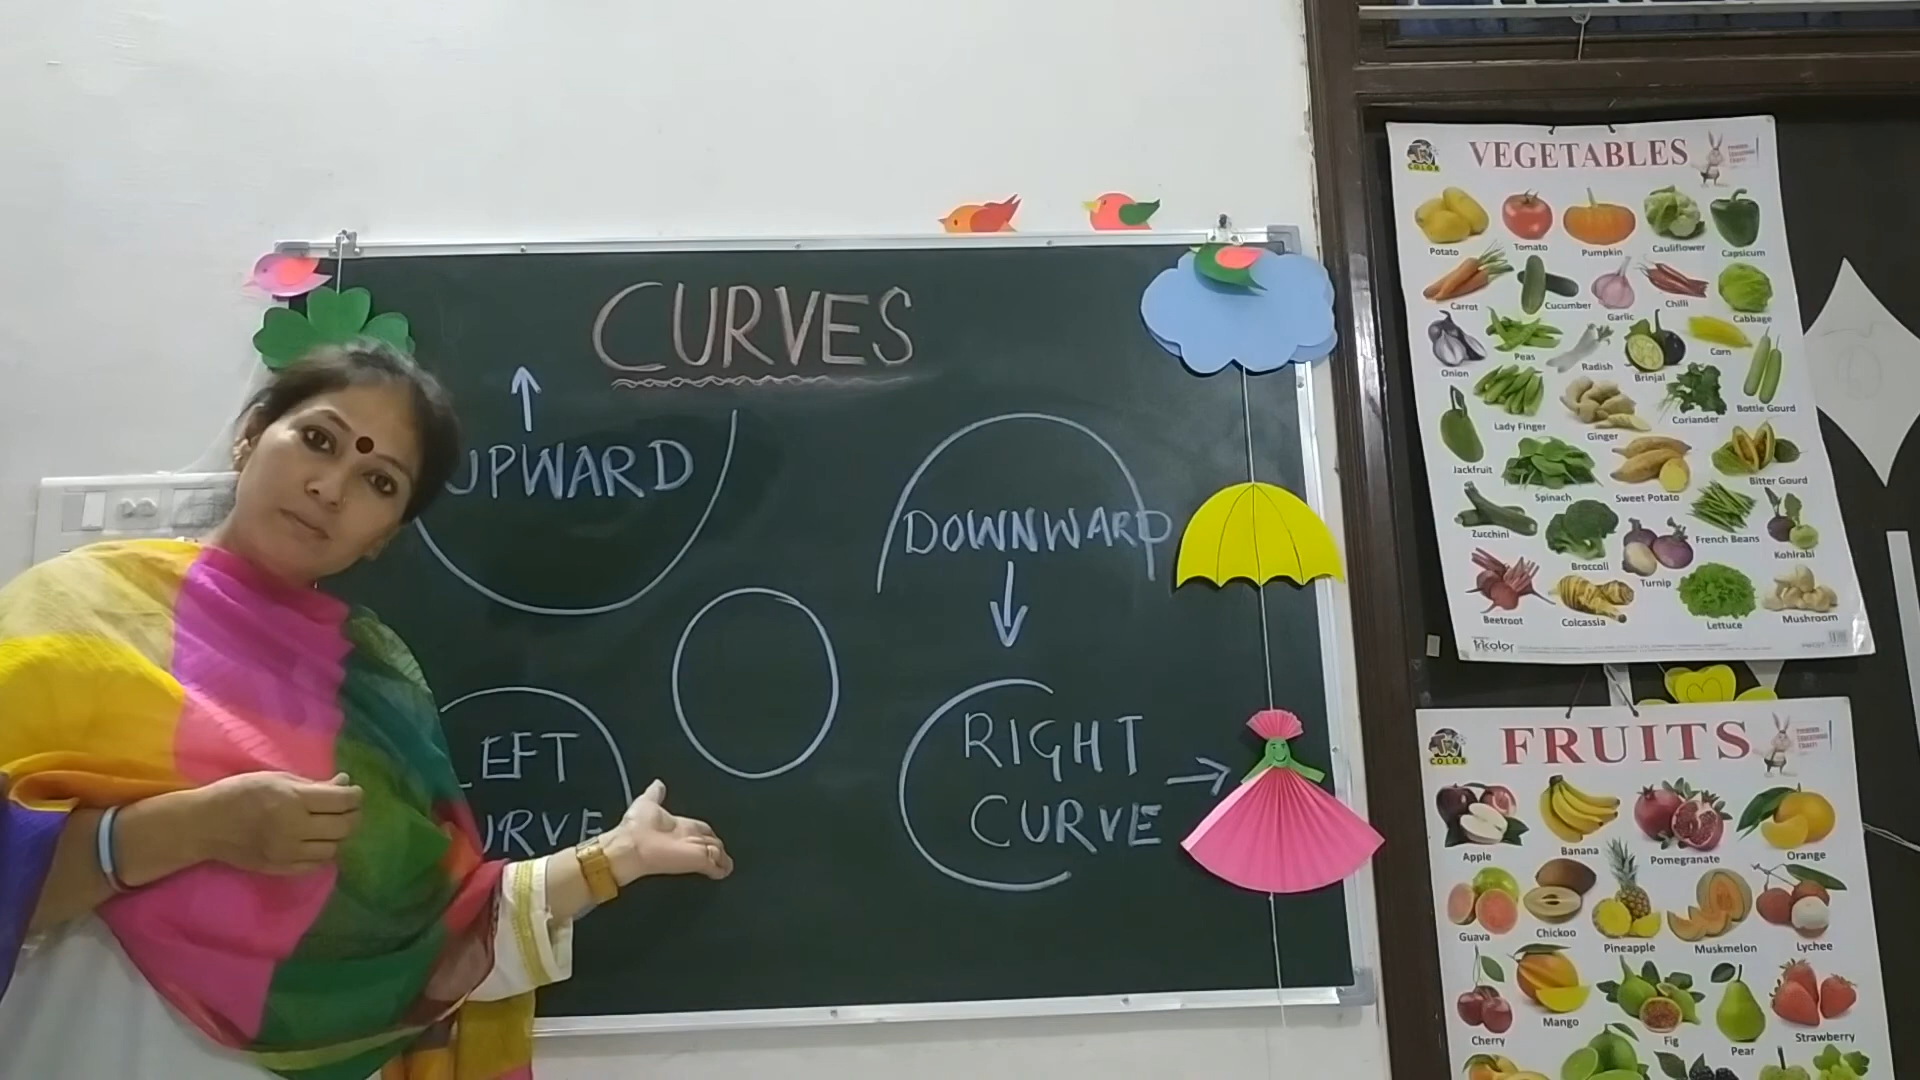 CURVES
UPWARD
DOWNWARD
LEFT
CURVE
RIGHT
CURVE
COLOR
VEGETABLES
Potato Tomato Pumpkin Cauliflower Capsicum
Carrot Cucumber Garlic Chilli Cabbage
Onion Peas Radish Brinjal Corn
Jackfruit Lady Finger Ginger Coriander Bottle Gourd
Spinach Sweet Potato Bitter Gourd
Zucchini Broccoli Turnip French Beans Kohlrabi
Beetroot Colcassia Lettuce Mushroom
Tricolor
COLOR
FRUITS
Apple Banana Pomegranate Orange
Guava Chickoo Pineapple Muskmelon Lychee
Cherry Mango Fig Pear Strawberry